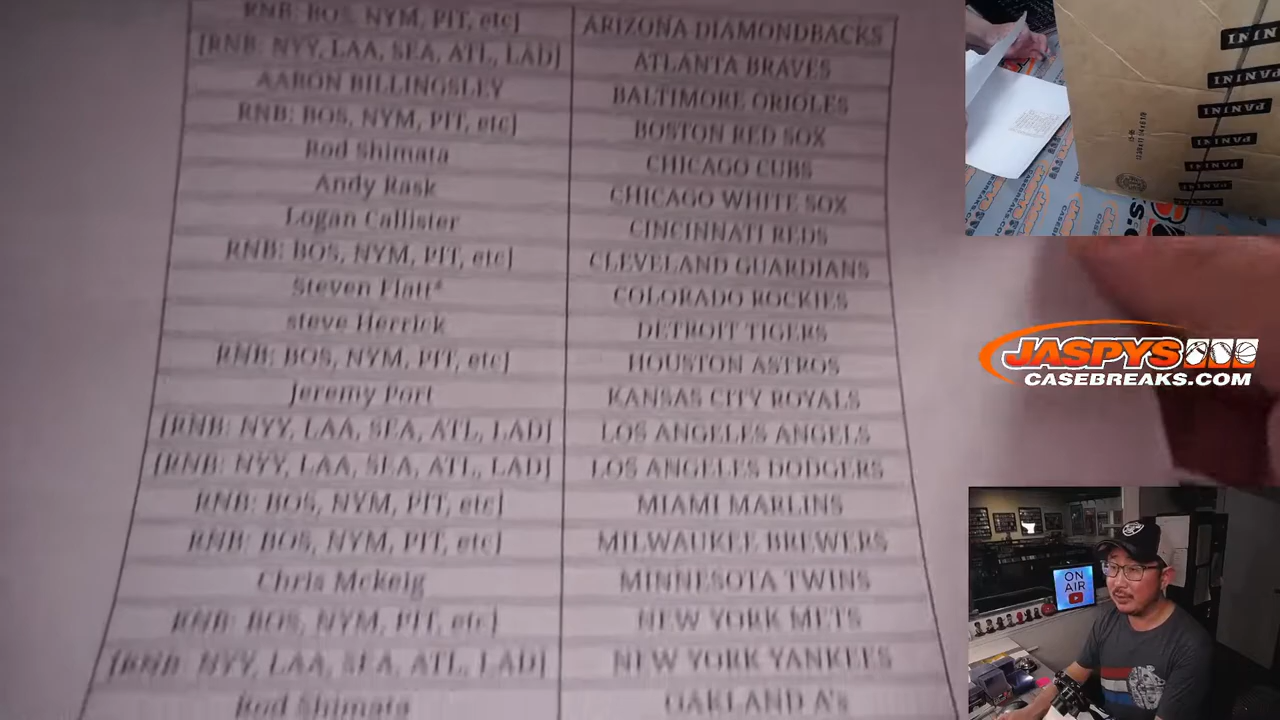 RNB: BOS, NYM, PIT, etc] ARIZONA DIAMONDBACKS
[RNB: NYY, LAA, SEA, ATL, LAD] ATLANTA BRAVES
AARON BILLINGSLEY BALTIMORE ORIOLES
RNB: BOS, NYM, PIT, etc] BOSTON RED SOX
Rod Shimata CHICAGO CUBS
Andy Rask CHICAGO WHITE SOX
Logan Callister CINCINNATI REDS
RNB: BOS, NYM, PIT, etc] CLEVELAND GUARDIANS
Steven Flatt* COLORADO ROCKIES
steve Herrick DETROIT TIGERS
RNB: BOS, NYM, PIT, etc] HOUSTON ASTROS
Jeremy Port KANSAS CITY ROYALS
[RNB: NYY, LAA, SEA, ATL, LAD] LOS ANGELES ANGELS
[RNB: NYY, LAA, SEA, ATL, LAD] LOS ANGELES DODGERS
RNB: BOS, NYM, PIT, etc] MIAMI MARLINS
RNB: BOS, NYM, PIT, etc] MILWAUKEE BREWERS
Chris Mckeig MINNESOTA TWINS
RNB: BOS, NYM, PIT, etc] NEW YORK METS
[RNB: NYY, LAA, SEA, ATL, LAD] NEW YORK YANKEES
Rod Shimata OAKLAND A's
PANINI
PANINI
PANINI
PANINI
PANINI
PANINI
JASPYS
CASEBREAKS.COM
ON
AIR